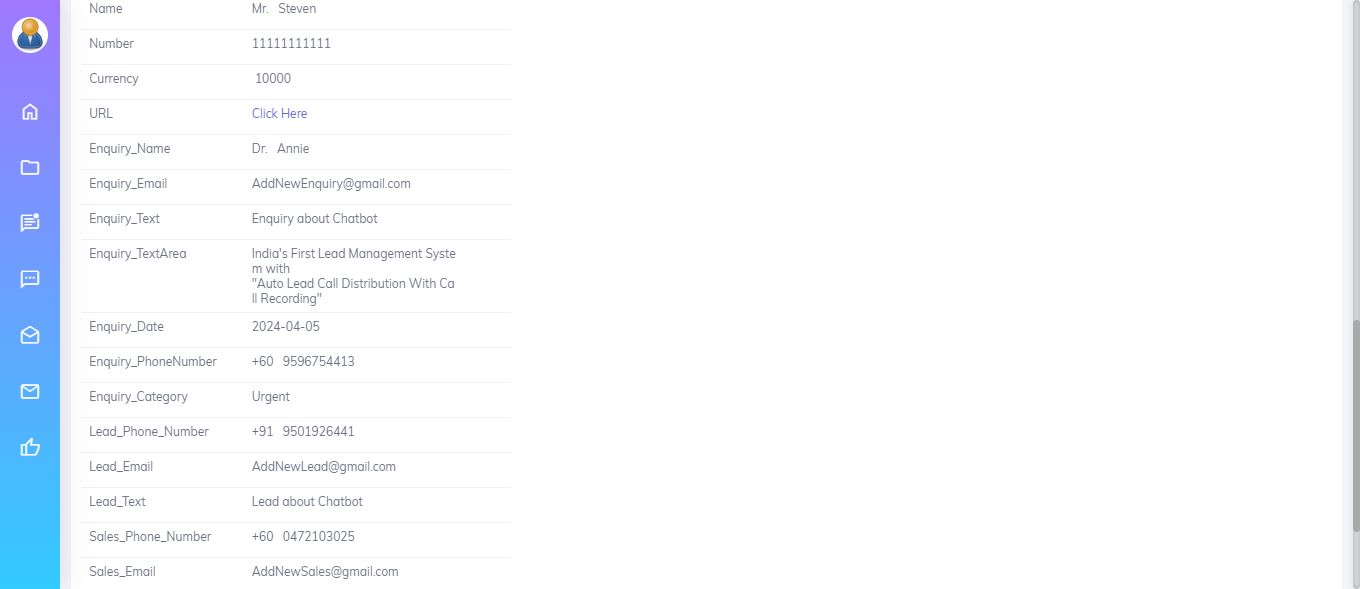 Name Mr. Steven
Number 11111111111
Currency 10000
URL Click Here
Enquiry_Name Dr. Annie
Enquiry_Email AddNewEnquiry@gmail.com
Enquiry_Text Enquiry about Chatbot
Enquiry_TextArea India's First Lead Management Syste
m with
"Auto Lead Call Distribution With Ca
ll Recording"
Enquiry_Date 2024-04-05
Enquiry_PhoneNumber +60 9596754413
Enquiry_Category Urgent
Lead_Phone_Number +91 9501926441
Lead_Email AddNewLead@gmail.com
Lead_Text Lead about Chatbot
Sales_Phone_Number +60 0472103025
Sales_Email AddNewSales@gmail.com